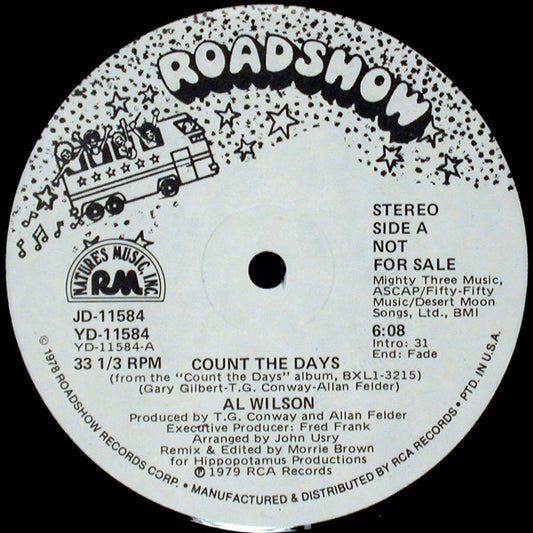 ROADSHOW
STEREO
SIDE A
NOT
FOR SALE
Mighty Three Music,
ASCAP/Fifty-Fifty
Music/Desert Moon
Songs, Ltd., BMI
6:08
Intro: 31
End: Fade
NATURE'S MUSIC, INC.
RM
JD-11584
YD-11584
YD-11584-A
33 1/3 RPM
COUNT THE DAYS
(from the "Count the Days" album, BXL1-3215)
(Gary Gilbert-T.G. Conway-Allan Felder)
AL WILSON
Produced by T.G. Conway and Allan Felder
Executive Producer: Fred Frank
Arranged by John Usry
Remix & Edited by Morrie Brown
for Hippopotamus Productions
Ⓟ 1979 RCA Records
© 1978 ROADSHOW RECORDS CORP. • MANUFACTURED & DISTRIBUTED BY RCA RECORDS • PTD. IN U.S.A.